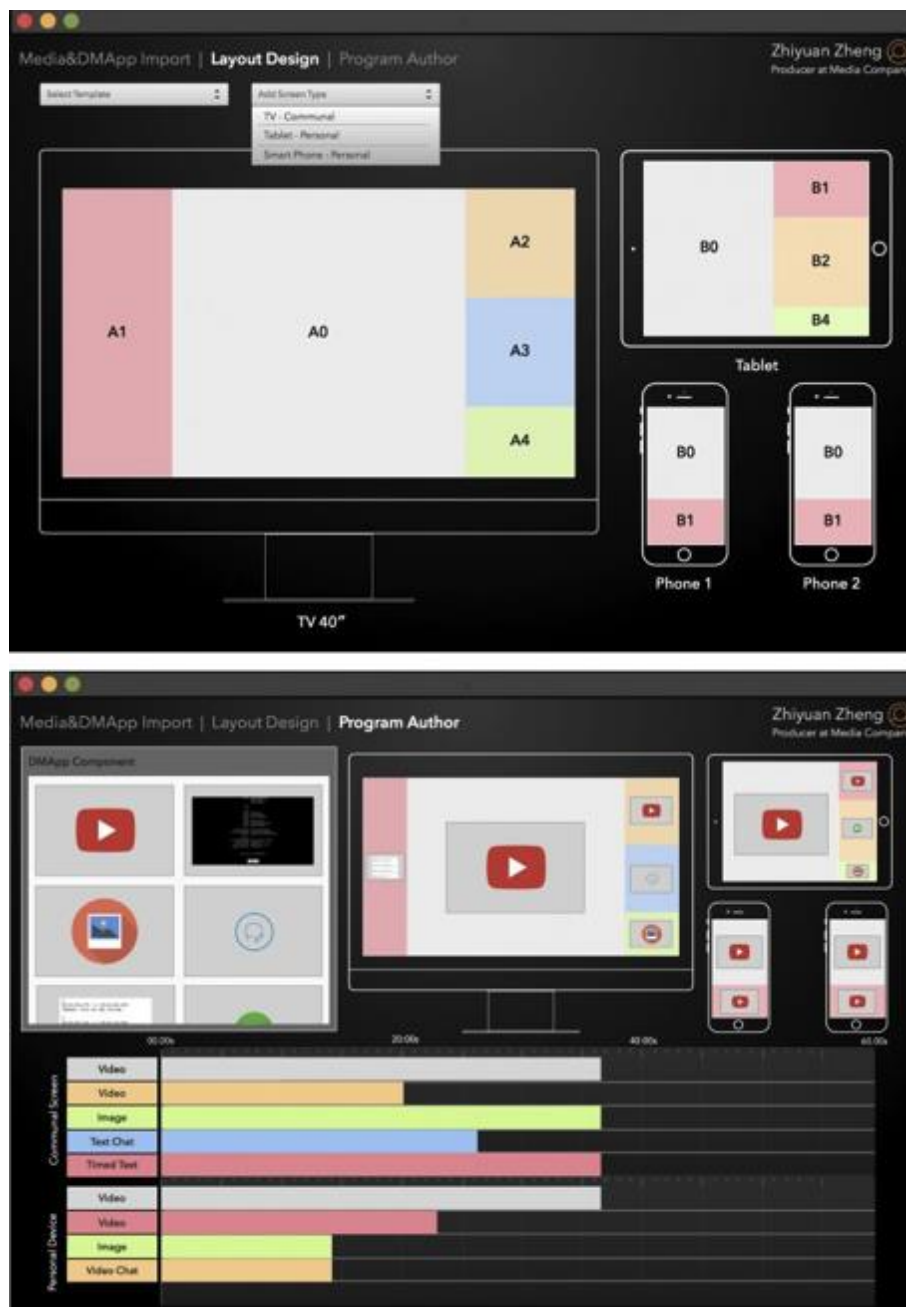 Media&DMApp Import | Layout Design | Program Author
Zhiyuan Zheng
Producer at Media Compan
Select Template
Add Screen Type
TV - Communal
Tablet - Personal
Smart Phone - Personal
A1
A0
A2
A3
A4
B0
B1
B2
B4
Tablet
B0
B1
Phone 1
B0
B1
Phone 2
TV 40"
Media&DMApp Import | Layout Design | Program Author
Zhiyuan Zheng
Producer at Media Compan
DMApp Component
00.00s
20:00s
40:00s
60.00s
Communal Screen
Video
Video
Image
Text Chat
Timed Text
Personal Device
Video
Video
Image
Video Chat